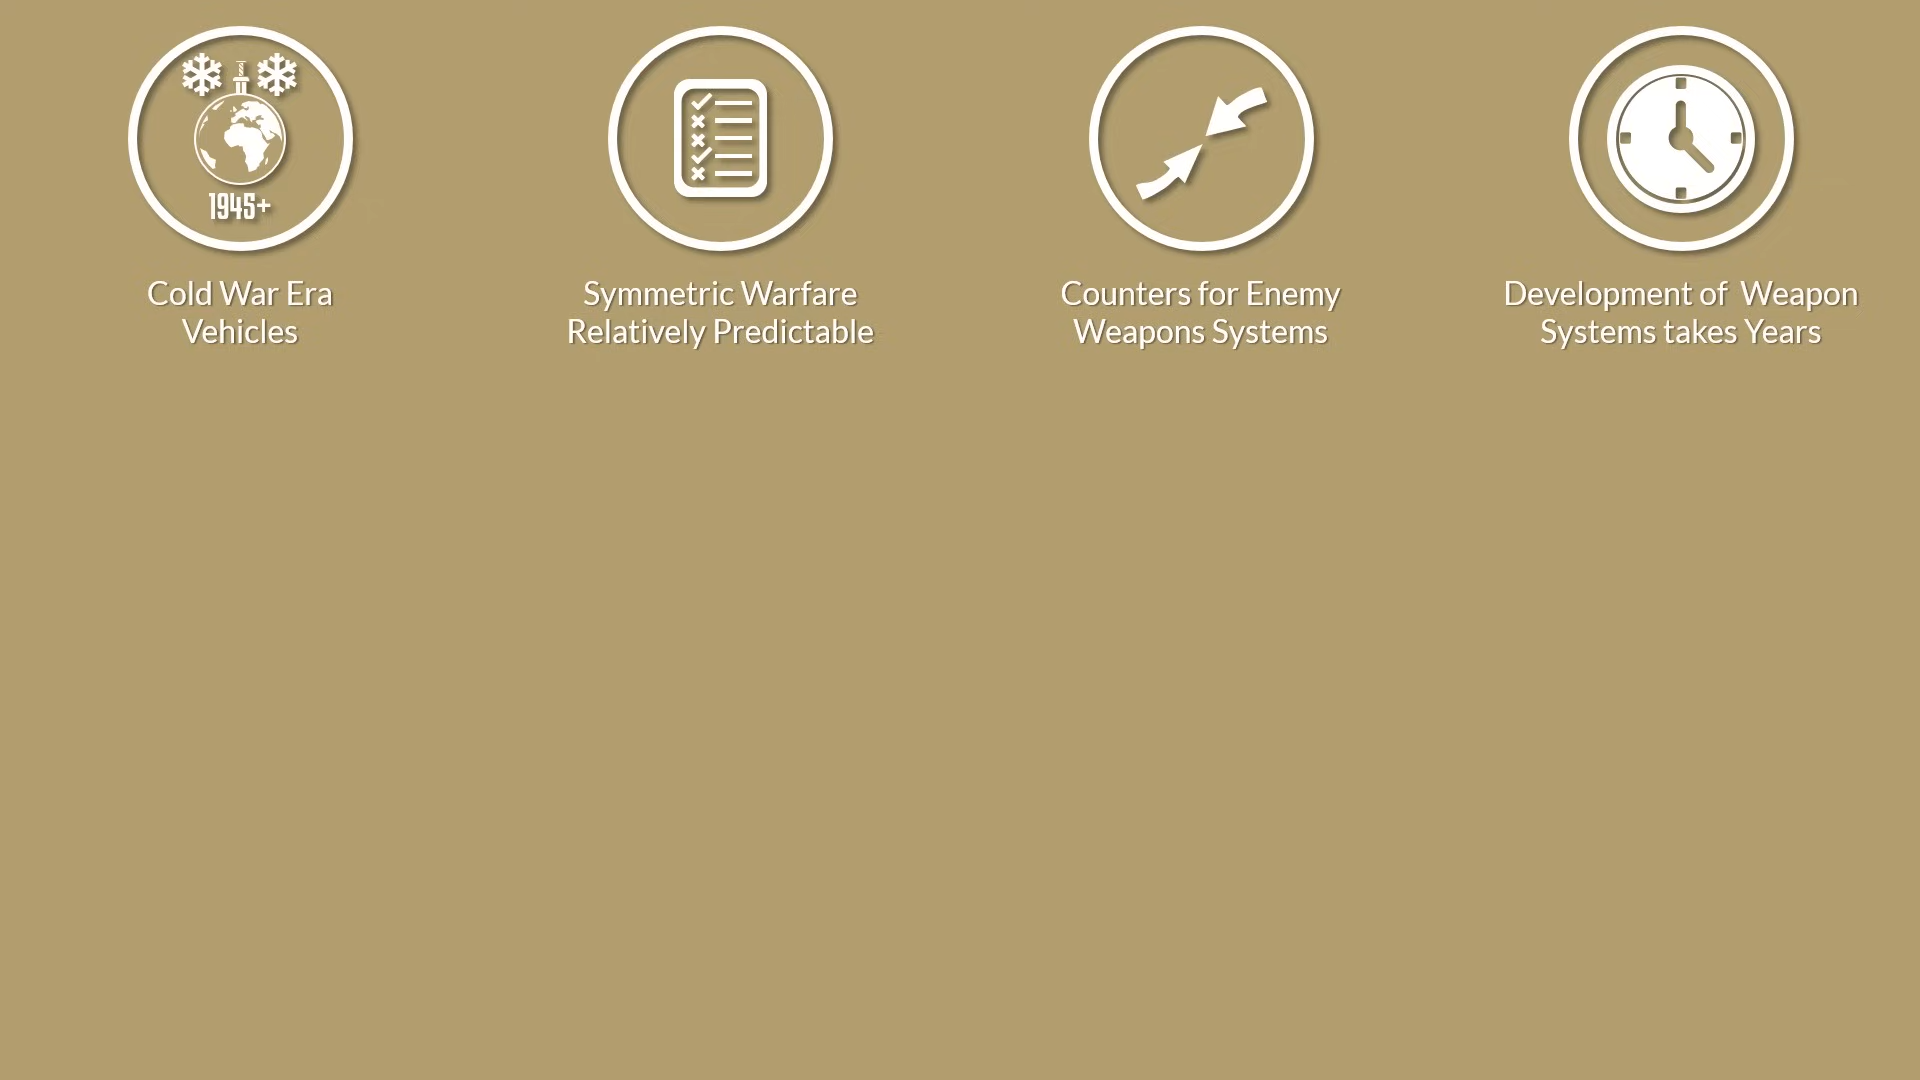 1945+
Cold War Era
Vehicles
Symmetric Warfare
Relatively Predictable
Counters for Enemy
Weapons Systems
Development of  Weapon
Systems takes Years